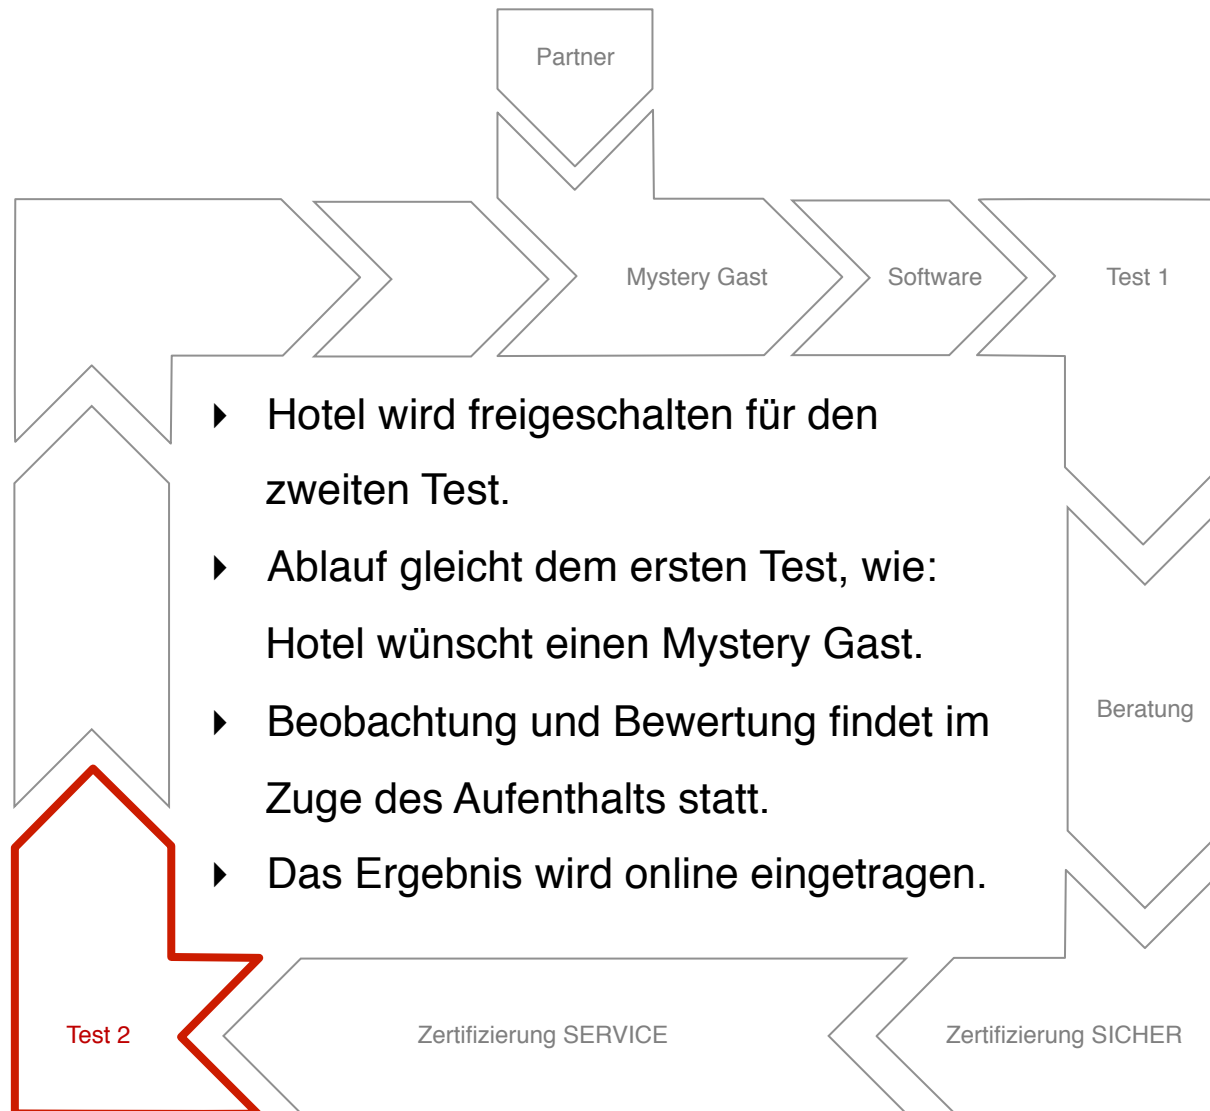 Partner
Mystery Gast
Software
Test 1
‣ Hotel wird freigeschalten für den
zweiten Test.
‣ Ablauf gleicht dem ersten Test, wie:
Hotel wünscht einen Mystery Gast.
‣ Beobachtung und Bewertung findet im
Zuge des Aufenthalts statt.
‣ Das Ergebnis wird online eingetragen.
Beratung
Test 2
Zertifizierung SERVICE
Zertifizierung SICHER